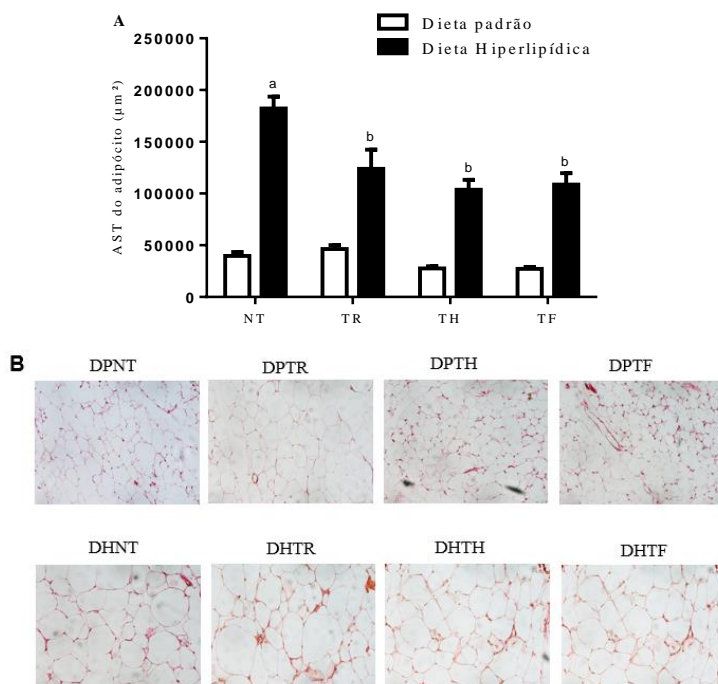 A
Dieta padrão
Dieta Hiperlipídica
AST do adipócito (µm²)
250000
200000
150000
100000
50000
0
a
b
b
b
NT TR TH TF
B
DPNT DPTR DPTH DPTF
DHNT DHTR DHTH DHTF